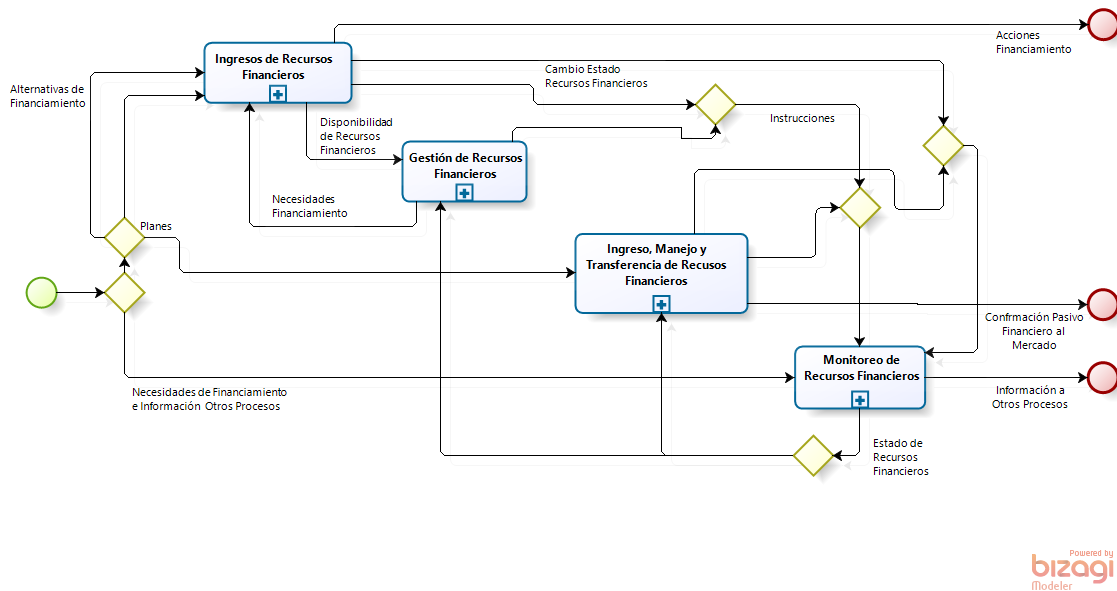 Acciones
Financiamiento
Ingresos de Recursos
Financieros
Alternativas de
Financiamiento
Cambio Estado
Recursos Financieros
Instrucciones
Disponibilidad
de Recursos
Financieros
Gestión de Recursos
Financieros
Necesidades
Financiamiento
Planes
Ingreso, Manejo y
Transferencia de Recusos
Financieros
Confrmación Pasivo
Financiero al
Mercado
Monitoreo de
Recursos Financieros
Necesidades de Financiamiento
e Información Otros Procesos
Información a
Otros Procesos
Estado de
Recursos
Financieros
Powered by
bizagi
Modeler